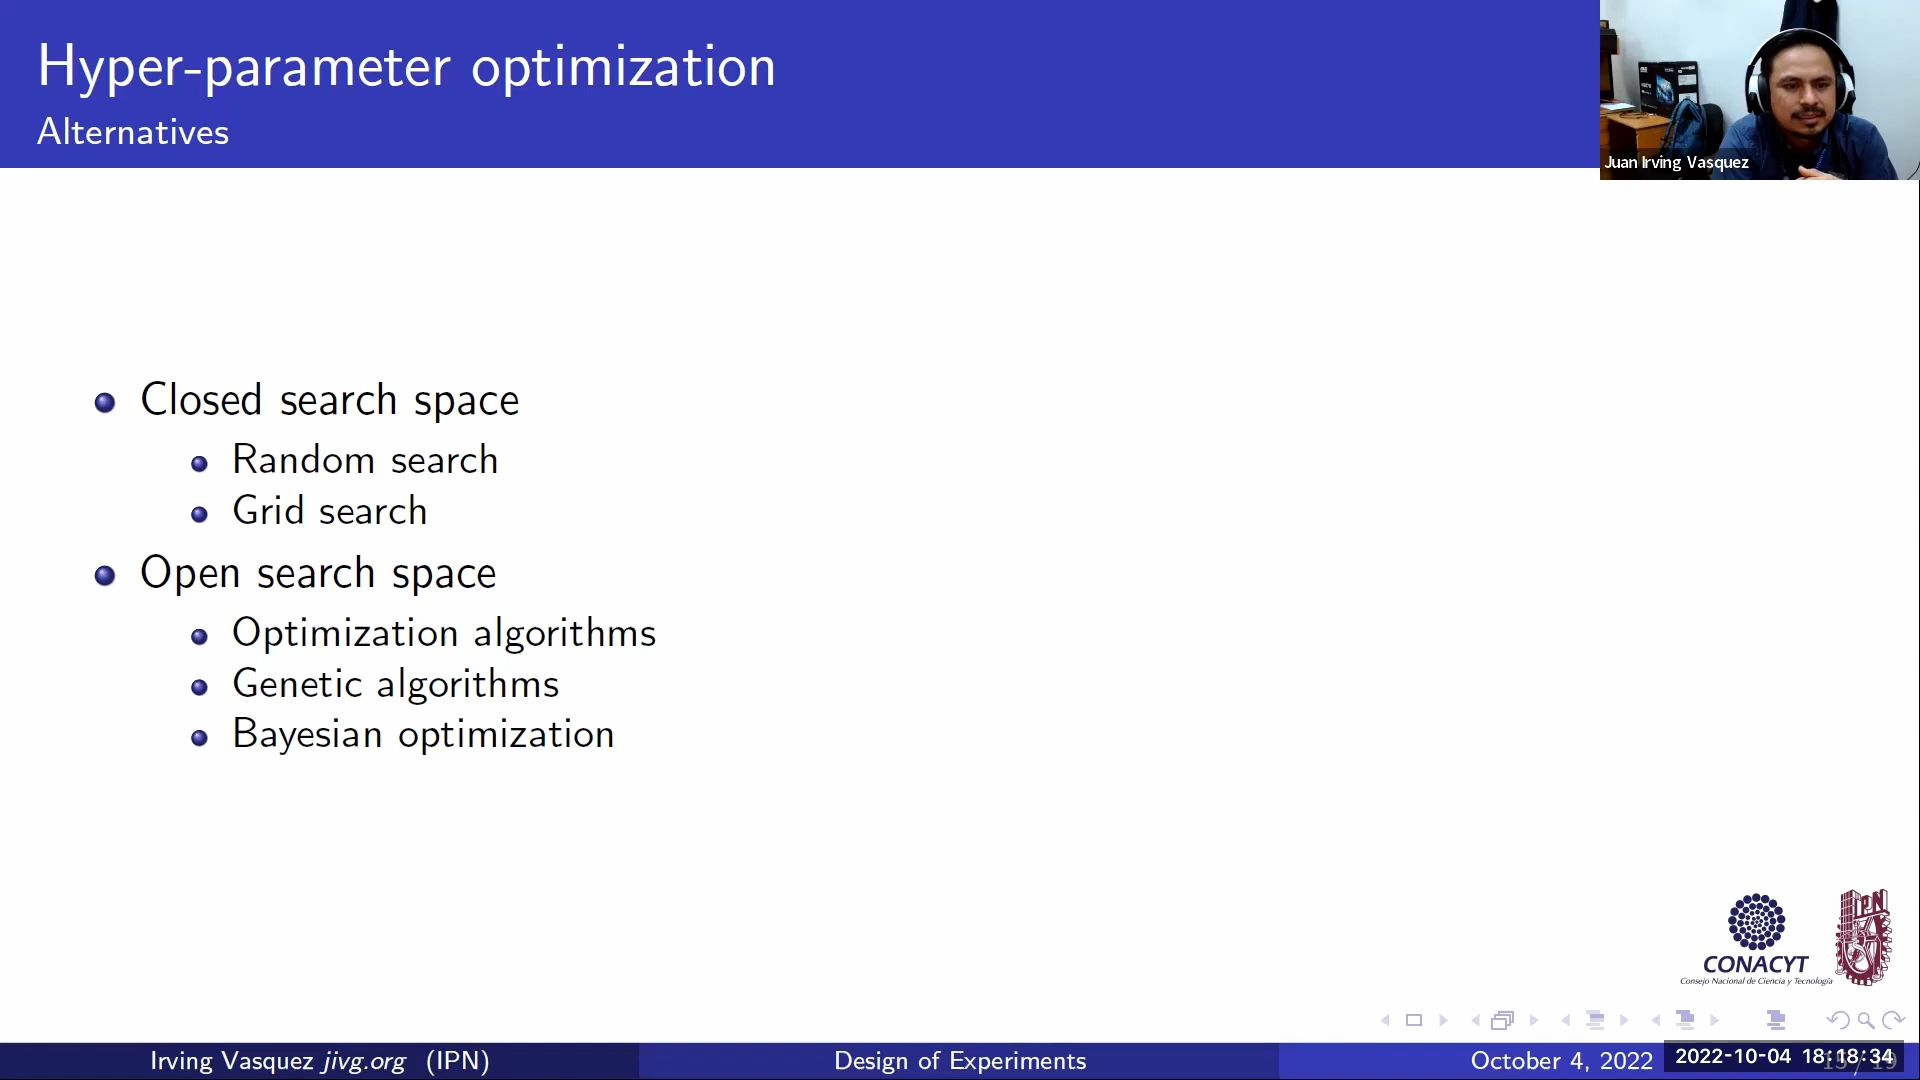 Hyper-parameter optimization
Alternatives
Juan Irving Vasquez
Closed search space
Random search
Grid search
Open search space
Optimization algorithms
Genetic algorithms
Bayesian optimization
IPN
CONACYT
Consejo Nacional de Ciencia y Tecnología
Irving Vasquez jivg.org (IPN)
Design of Experiments
October 4, 2022
2022-10-04 18:18:34